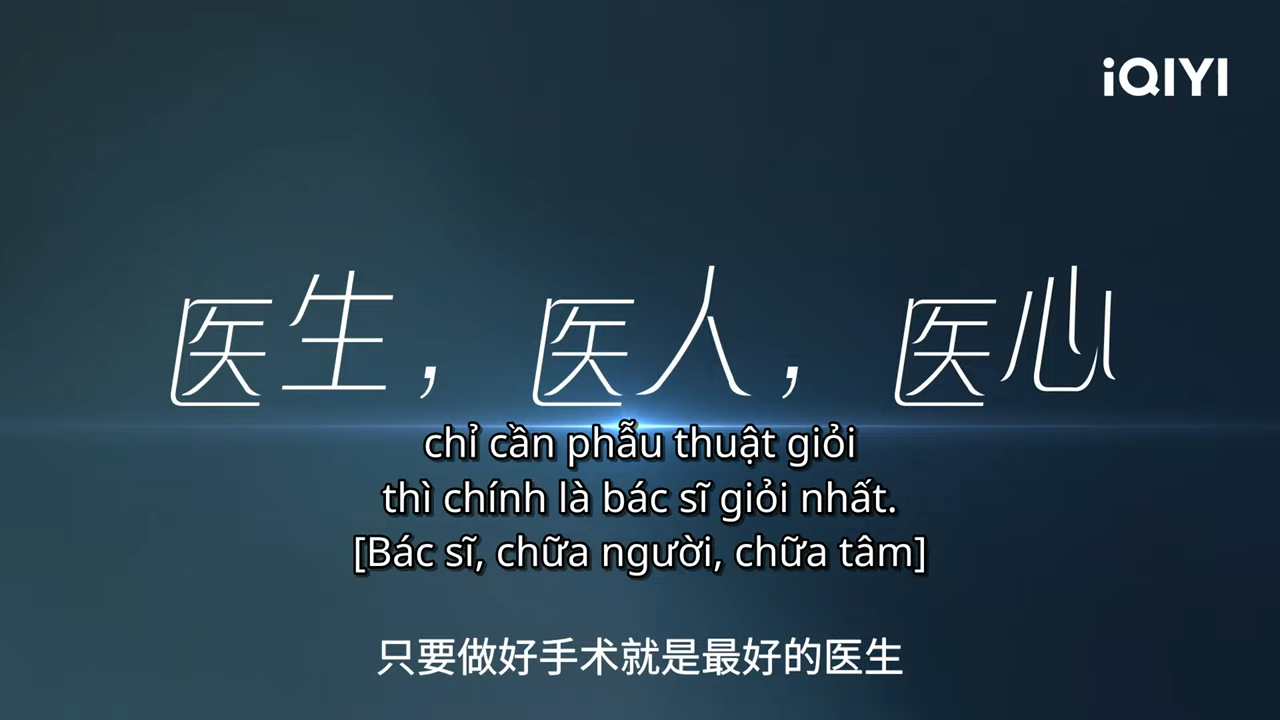 iQIYI
医生，医人，医心
chỉ cần phẫu thuật giỏi
thì chính là bác sĩ giỏi nhất.
[Bác sĩ, chữa người, chữa tâm]
只要做好手术就是最好的医生